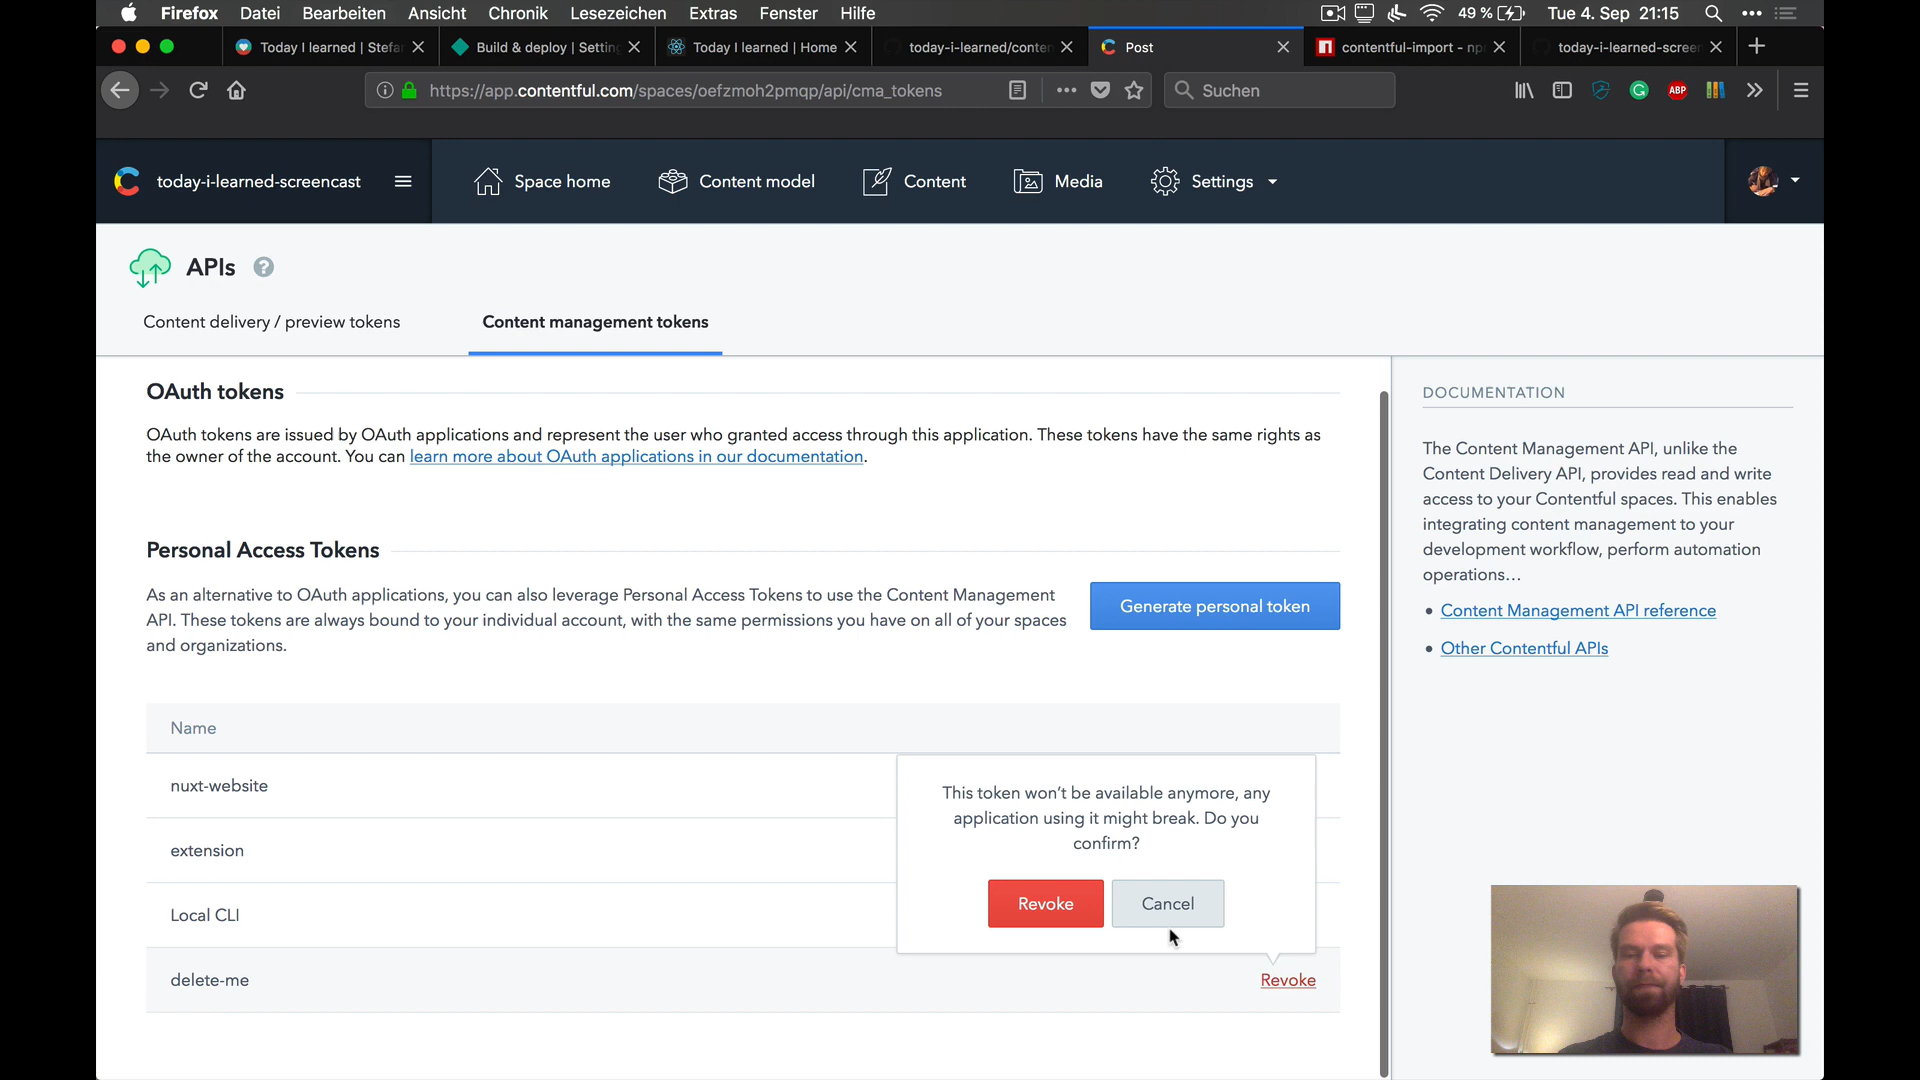 Firefox Datei Bearbeiten Ansicht Chronik Lesezeichen Extras Fenster Hilfe
49 % Tue 4. Sep 21:15
Today I learned | Stefa
Build & deploy | Settin
Today I learned | Home
today-i-learned/conten
Post
contentful-import - np
today-i-learned-screen
https://app.contentful.com/spaces/oefzmoh2pmqp/api/cma_tokens
Suchen
ABP
today-i-learned-screencast
Space home
Content model
Content
Media
Settings
APIs ?
Content delivery / preview tokens
Content management tokens
OAuth tokens
OAuth tokens are issued by OAuth applications and represent the user who granted access through this application. These tokens have the same rights as
the owner of the account. You can learn more about OAuth applications in our documentation.
Personal Access Tokens
As an alternative to OAuth applications, you can also leverage Personal Access Tokens to use the Content Management
API. These tokens are always bound to your individual account, with the same permissions you have on all of your spaces
and organizations.
Generate personal token
Name
nuxt-website
extension
Local CLI
delete-me
This token won't be available anymore, any
application using it might break. Do you
confirm?
Revoke
Cancel
Revoke
DOCUMENTATION
The Content Management API, unlike the
Content Delivery API, provides read and write
access to your Contentful spaces. This enables
integrating content management to your
development workflow, perform automation
operations…
• Content Management API reference
• Other Contentful APIs